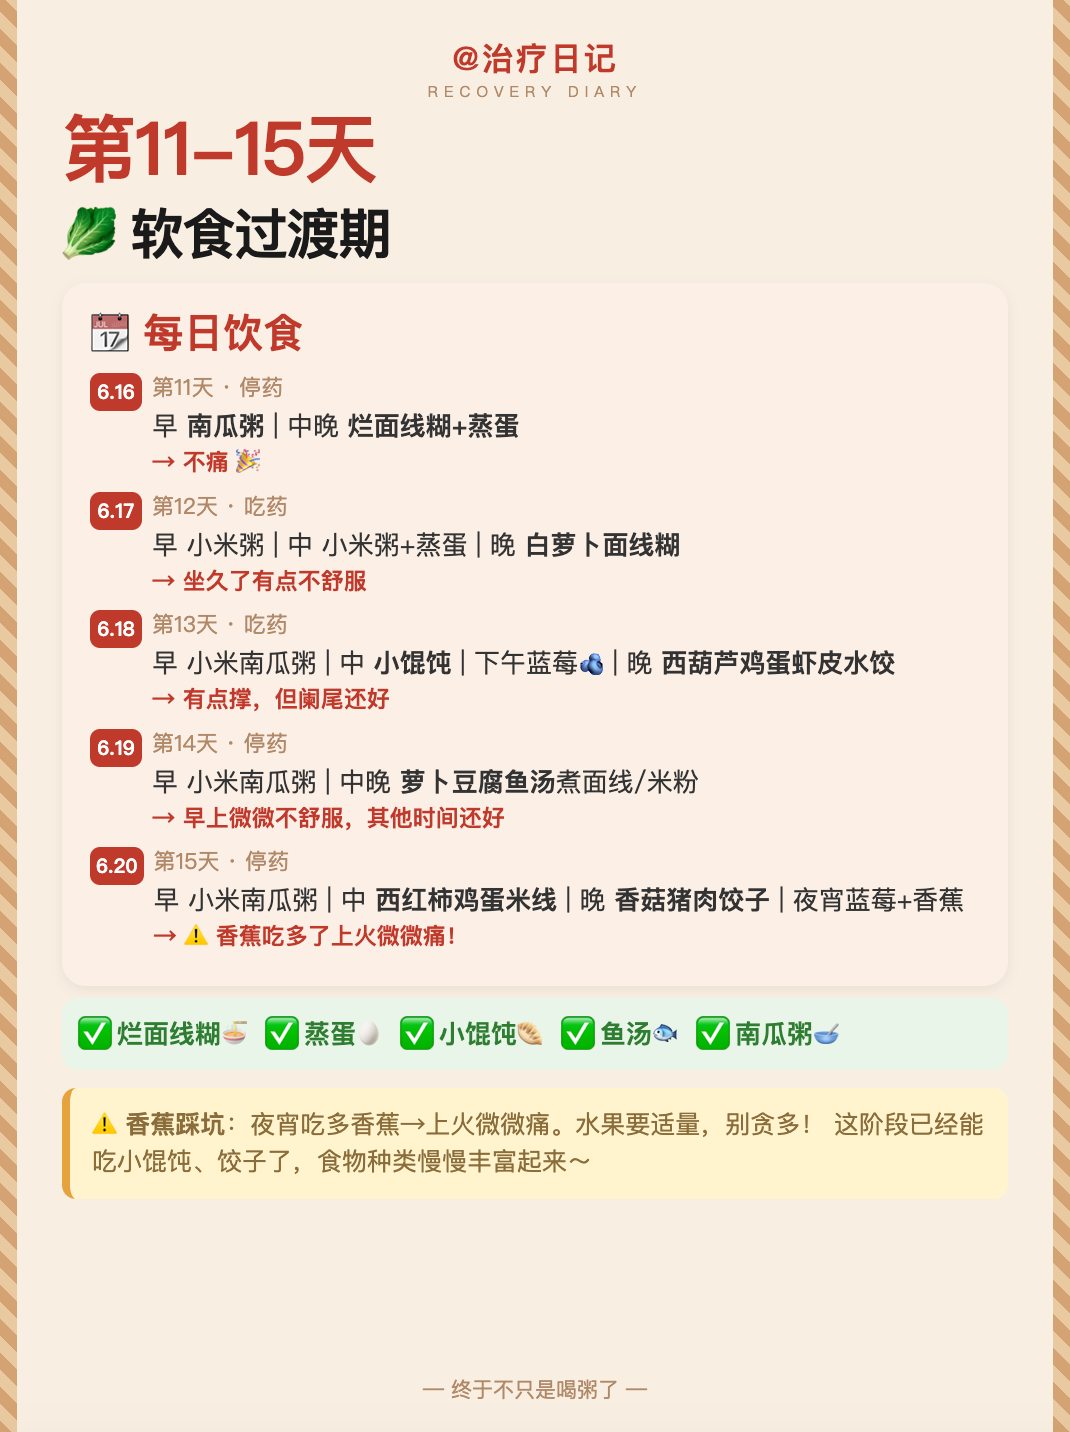 @治疗日记
RECOVERY DIARY
第11–15天
🥬 软食过渡期
📆 每日饮食
6.16 第11天 · 停药
早 南瓜粥 | 中晚 烂面线糊+蒸蛋
→ 不痛 🎉
6.17 第12天 · 吃药
早 小米粥 | 中 小米粥+蒸蛋 | 晚 白萝卜面线糊
→ 坐久了有点不舒服
6.18 第13天 · 吃药
早 小米南瓜粥 | 中 小馄饨 | 下午蓝莓🫐 | 晚 西葫芦鸡蛋虾皮水饺
→ 有点撑，但阑尾还好
6.19 第14天 · 停药
早 小米南瓜粥 | 中晚 萝卜豆腐鱼汤煮面线/米粉
→ 早上微微不舒服，其他时间还好
6.20 第15天 · 停药
早 小米南瓜粥 | 中 西红柿鸡蛋米线 | 晚 香菇猪肉饺子 | 夜宵蓝莓+香蕉
→ ⚠️ 香蕉吃多了上火微微痛！
✅ 烂面线糊🍜 ✅ 蒸蛋🥚 ✅ 小馄饨🥟 ✅ 鱼汤🐟 ✅ 南瓜粥🥣
⚠️ 香蕉踩坑：夜宵吃多香蕉→上火微微痛。水果要适量，别贪多！ 这阶段已经能
吃小馄饨、饺子了，食物种类慢慢丰富起来～
— 终于不只是喝粥了 —